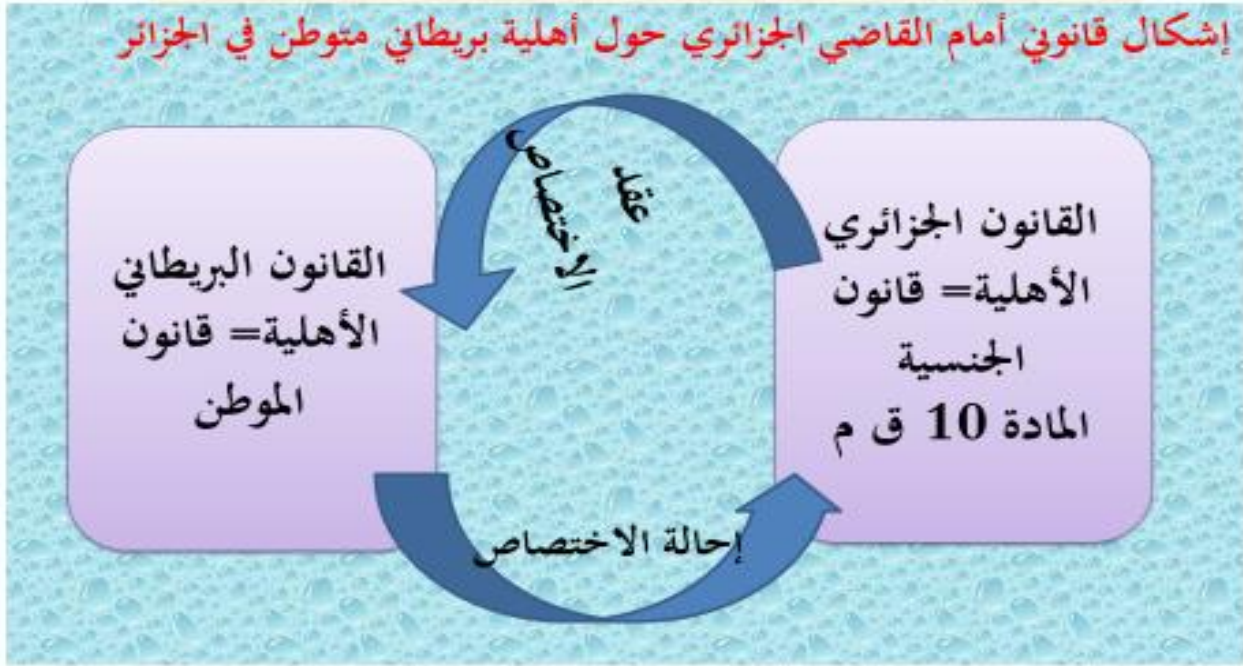 إشكال قانوني أمام القاضي الجزائري حول أهلية بريطاني متوطن في الجزائر
القانون الجزائري
الأهلية= قانون
الجنسية
المادة 10 ق م
عقد
الاختصاص
القانون البريطاني
الأهلية= قانون
الموطن
إحالة الاختصاص